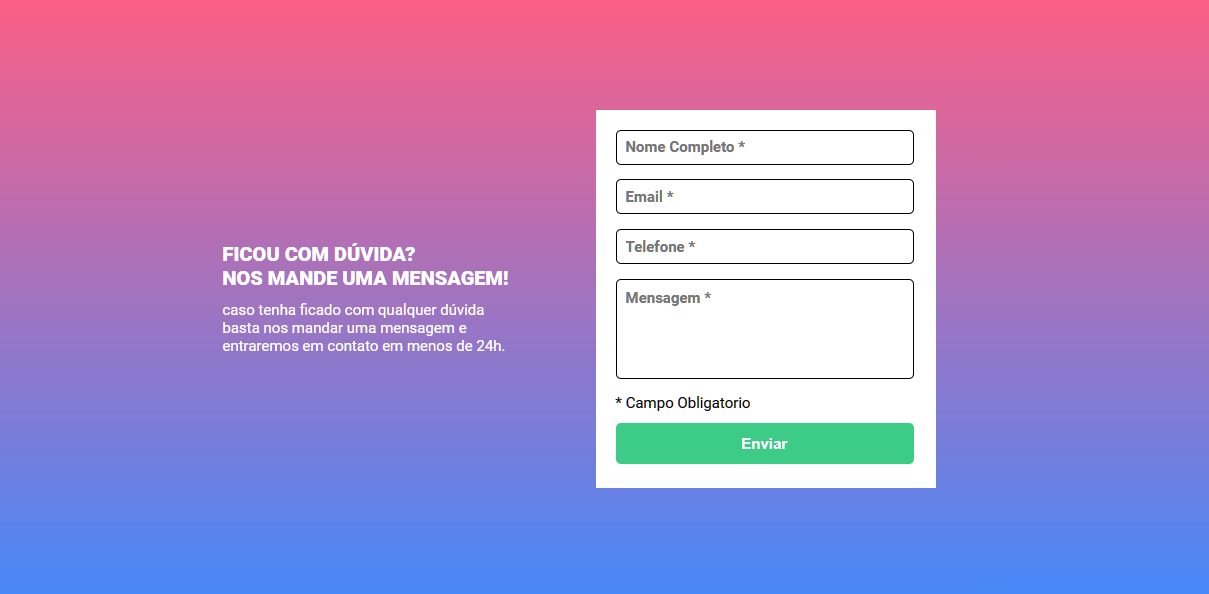 FICOU COM DÚVIDA?
NOS MANDE UMA MENSAGEM!
caso tenha ficado com qualquer dúvida
basta nos mandar uma mensagem e
entraremos em contato em menos de 24h.
Nome Completo *
Email *
Telefone *
Mensagem *
* Campo Obligatorio
Enviar